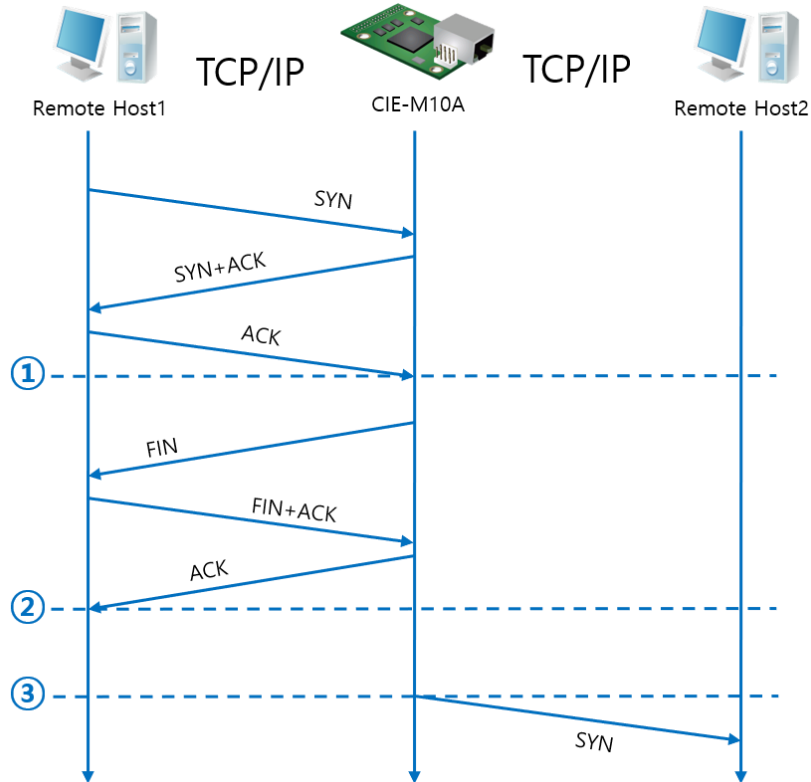 TCP/IP
TCP/IP
Remote Host1
CIE-M10A
Remote Host2
SYN
SYN+ACK
ACK
①
FIN
FIN+ACK
ACK
②
③
SYN